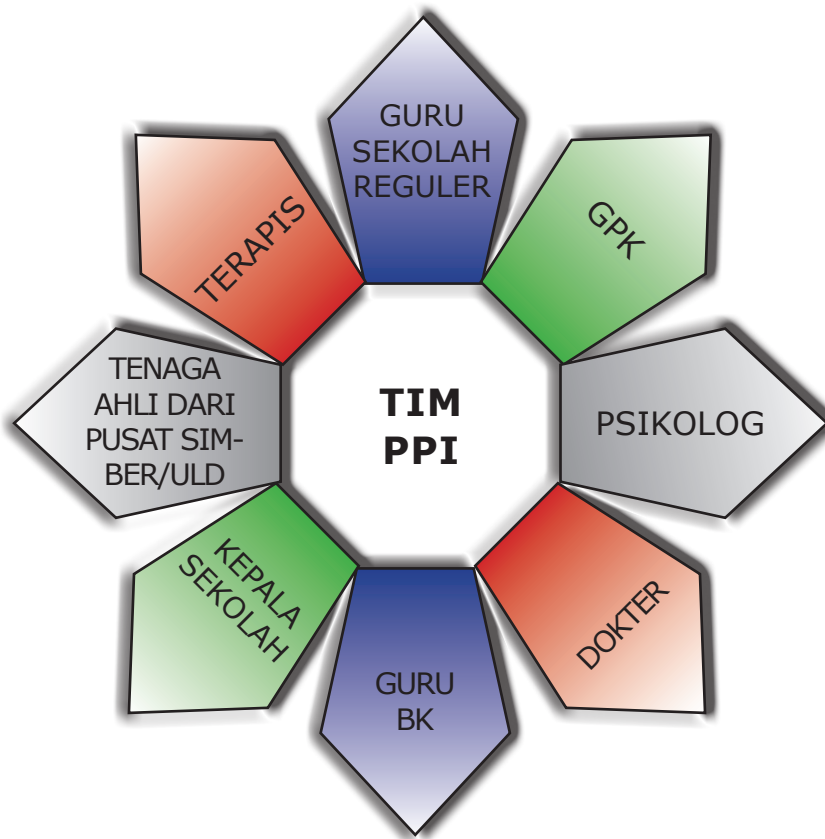 GURU
SEKOLAH
REGULER
GPK
PSIKOLOG
DOKTER
GURU
BK
KEPALA
SEKOLAH
TENAGA
AHLI DARI
PUSAT SIM-
BER/ULD
TERAPIS
TIM
PPI